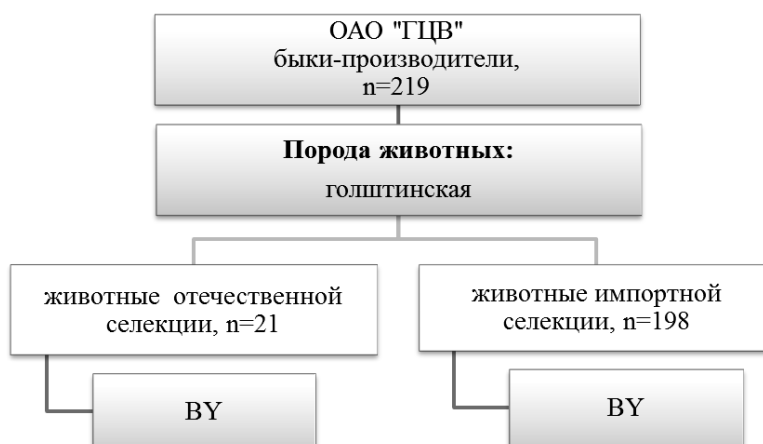 ОАО "ГЦВ"
быки-производители,
n=219
Порода животных:
голштинская
животные отечественной
селекции, n=21
животные импортной
селекции, n=198
BY
BY